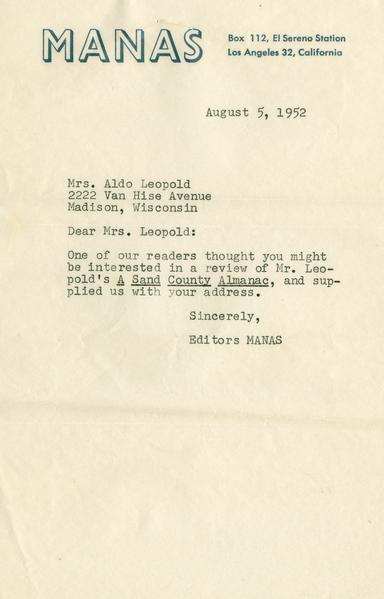 MANAS
Box 112, El Sereno Station
Los Angeles 32, California
August 5, 1952
Mrs. Aldo Leopold
2222 Van Hise Avenue
Madison, Wisconsin
Dear Mrs. Leopold:
One of our readers thought you might
be interested in a review of Mr. Leo-
pold's A Sand County Almanac, and sup-
plied us with your address.
Sincerely,
Editors MANAS